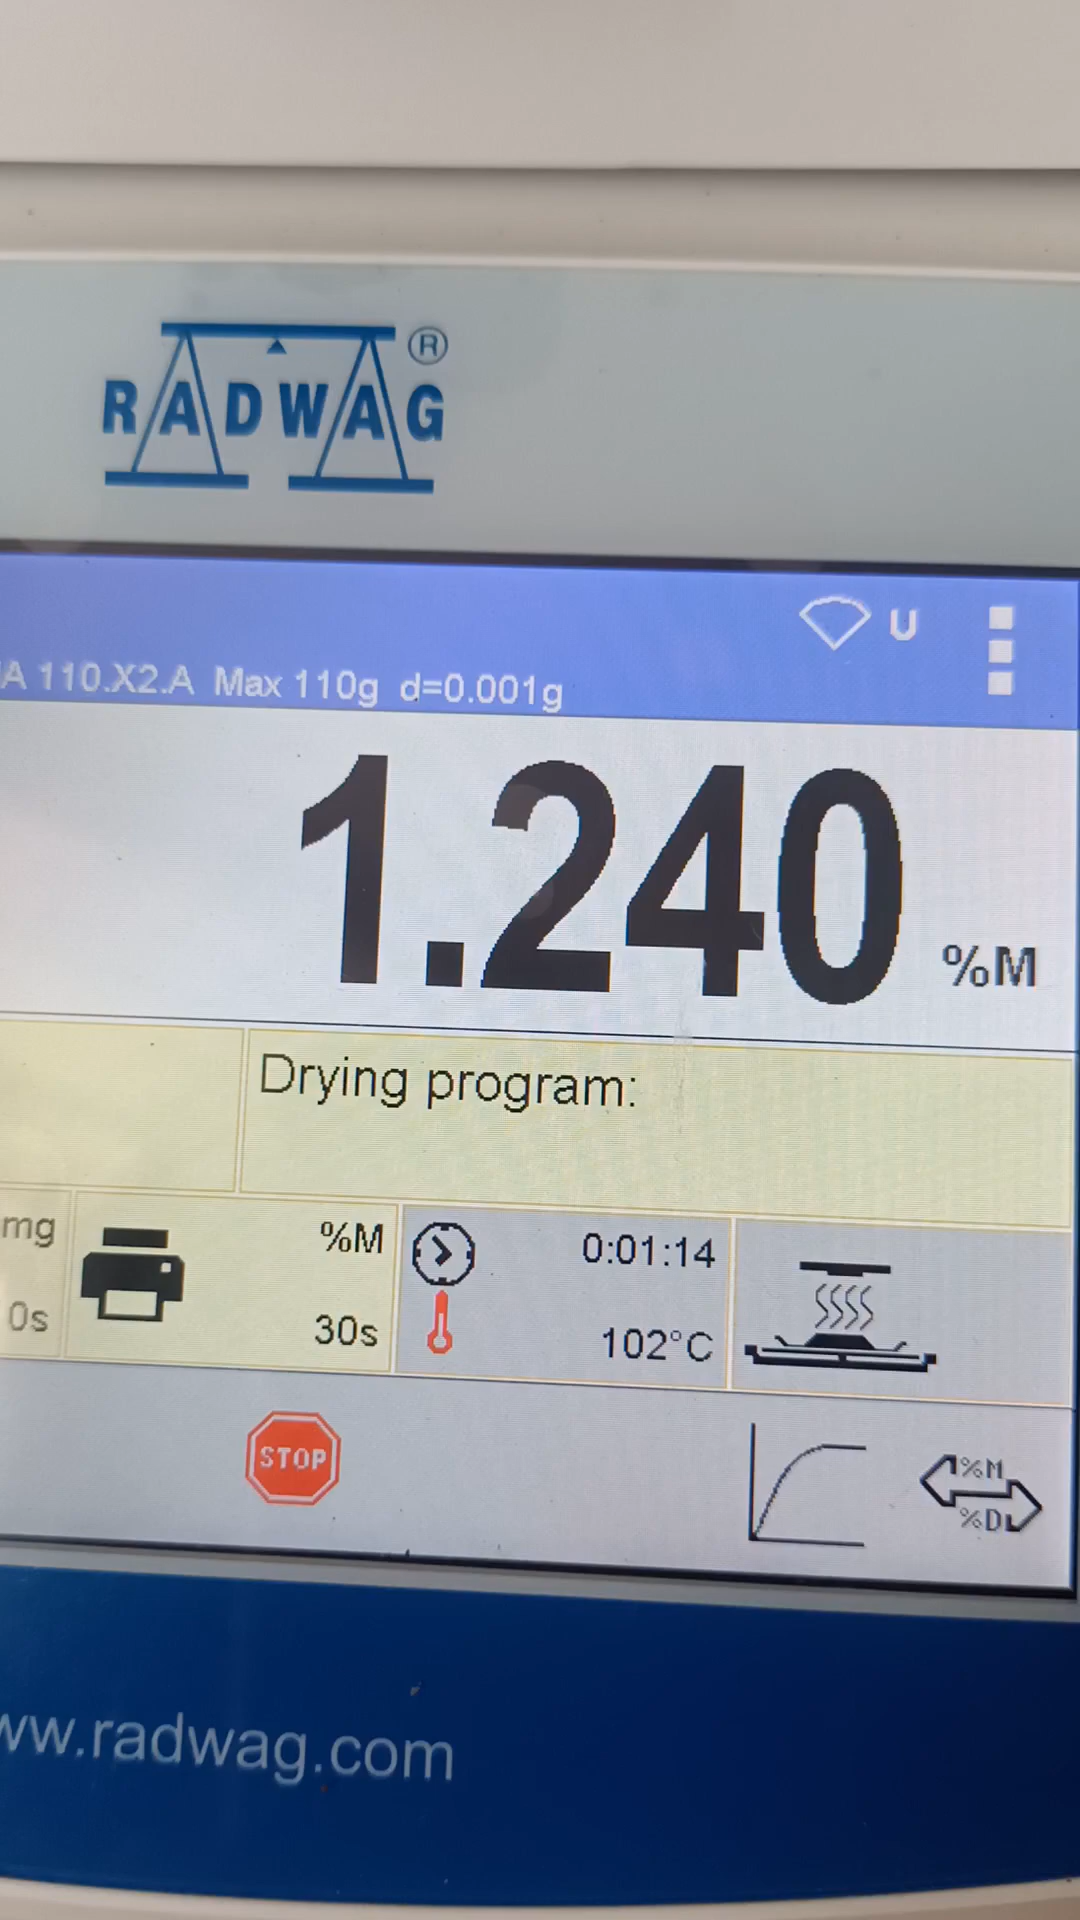 RADWAG®
A 110.X2.A Max 110g d=0.001g
U
1.240 %M
Drying program:
mg
0s
%M
30s
0:01:14
102°C
STOP
%M
%D
ww.radwag.com